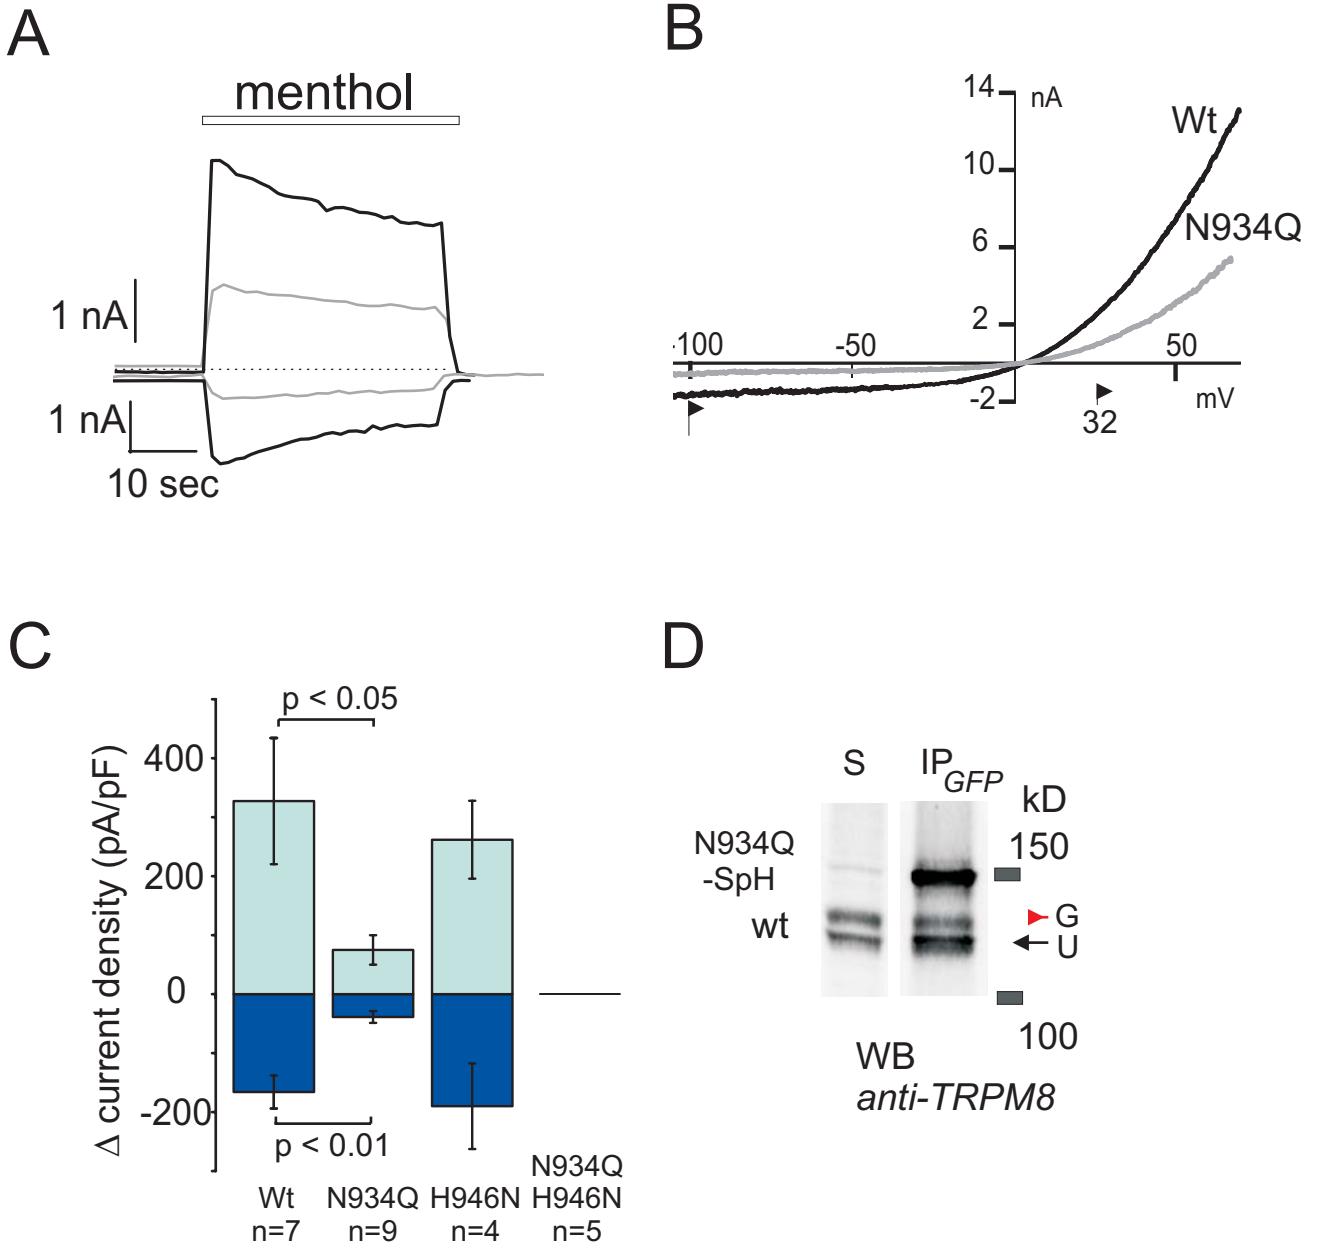 A
menthol
1 nA
1 nA
10 sec
B
14
nA
Wt
10
N934Q
6
2
-100
-50
50
-2
mV
32
C
p < 0.05
400
200
0
-200
Δ current density (pA/pF)
p < 0.01
Wt
n=7
N934Q
n=9
H946N
n=4
N934Q
H946N
n=5
D
S
IPGFP
kD
N934Q
-SpH
150
wt
G
U
100
WB
anti-TRPM8